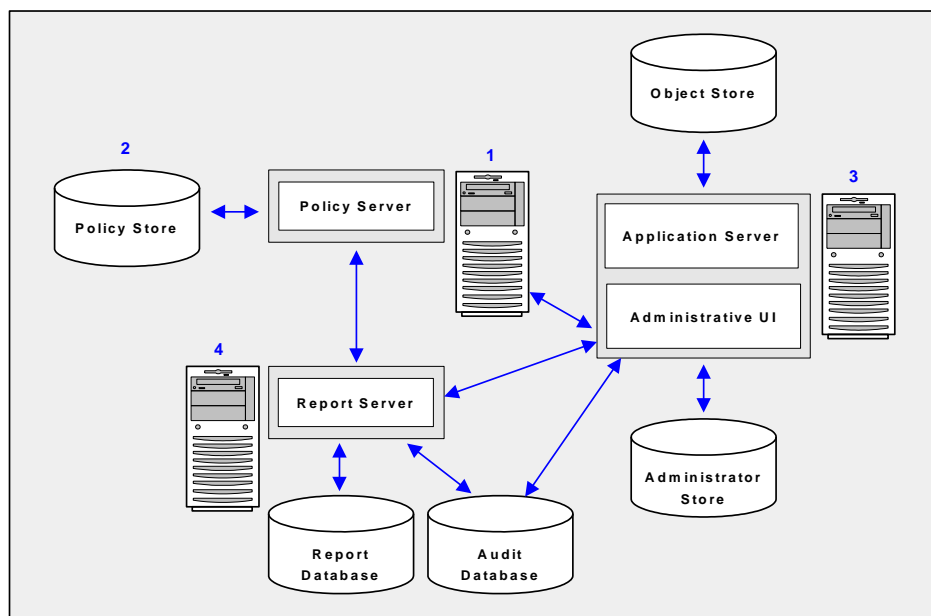 Object Store
2
1
3
Policy Server
Policy Store
Application Server
Administrative UI
4
Report Server
Administrator
Store
Report
Database
Audit
Database